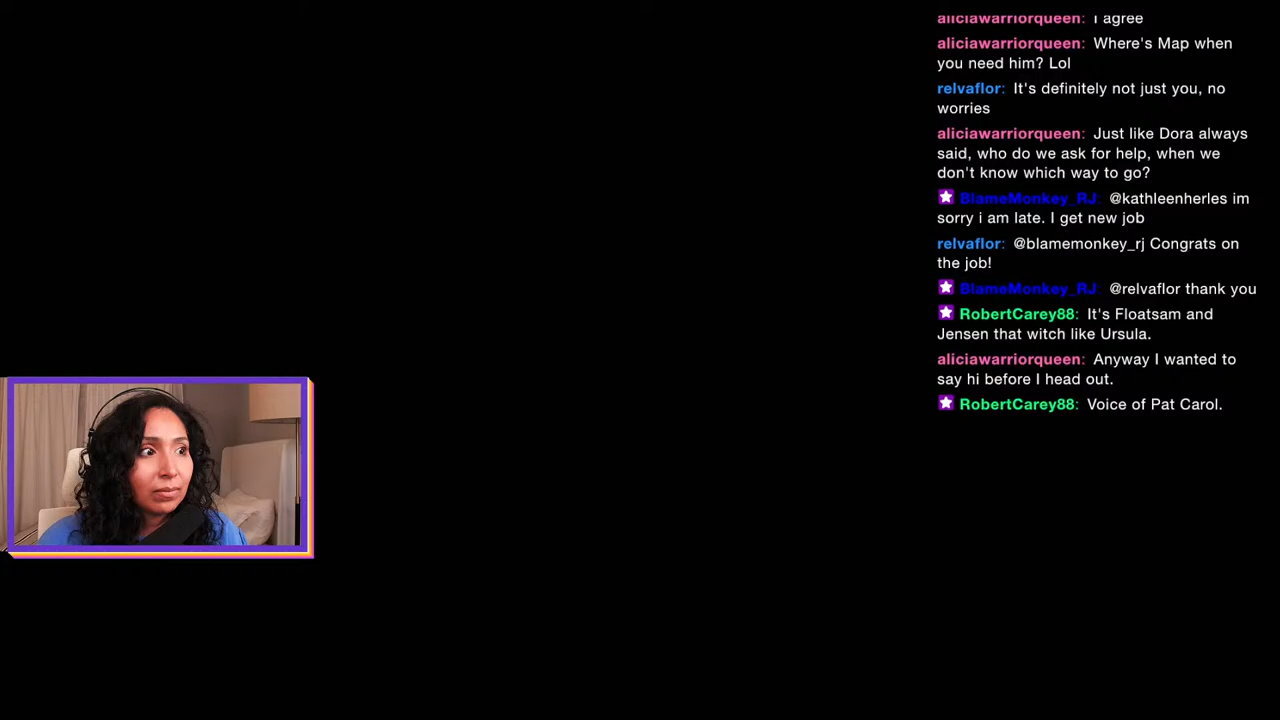 aliciawarriorqueen: I agree
aliciawarriorqueen: Where's Map when
you need him? Lol
relvaflor: It's definitely not just you, no
worries
aliciawarriorqueen: Just like Dora always
said, who do we ask for help, when we
don't know which way to go?
BlameMonkey_RJ: @kathleenherles im
sorry i am late. I get new job
relvaflor: @blamemonkey_rj Congrats on
the job!
BlameMonkey_RJ: @relvaflor thank you
RobertCarey88: It's Floatsam and
Jensen that witch like Ursula.
aliciawarriorqueen: Anyway I wanted to
say hi before I head out.
RobertCarey88: Voice of Pat Carol.